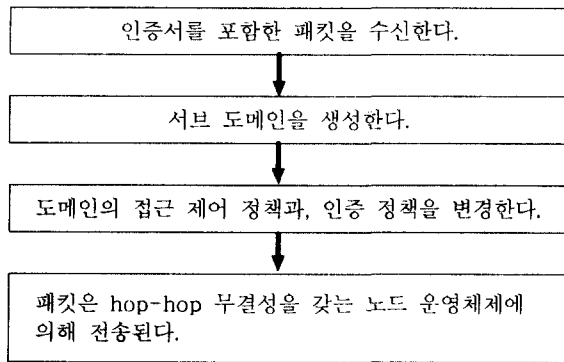 인증서를 포함한 패킷을 수신한다.
서브 도메인을 생성한다.
도메인의 접근 제어 정책과, 인증 정책을 변경한다.
패킷은 hop-hop 무결성을 갖는 노드 운영체제에
의해 전송된다.